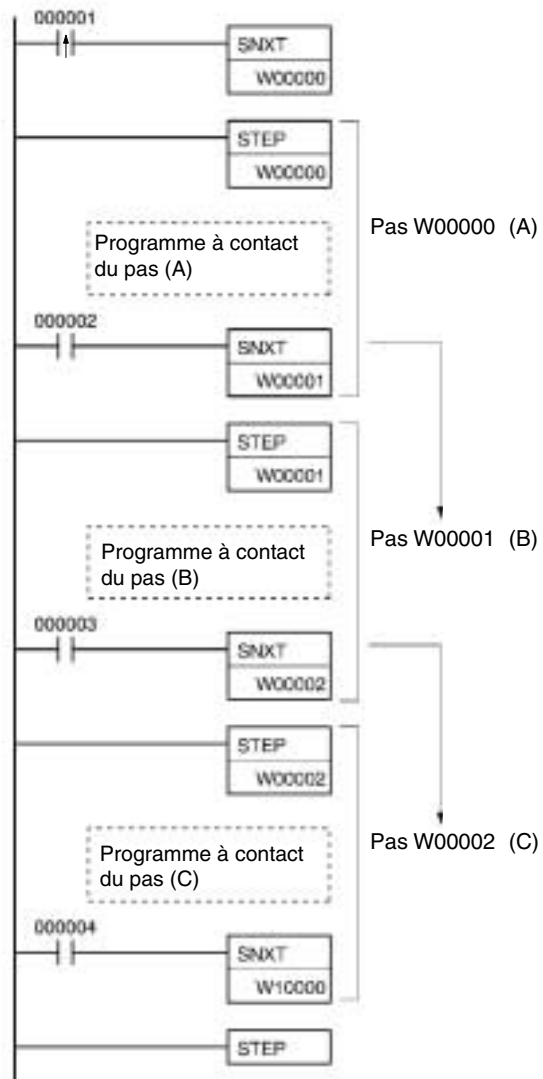 000001
SNXT
W00000
STEP
W00000
Pas W00000 (A)
Programme à contact
du pas (A)
000002
SNXT
W00001
STEP
W00001
Pas W00001 (B)
Programme à contact
du pas (B)
000003
SNXT
W00002
STEP
W00002
Pas W00002 (C)
Programme à contact
du pas (C)
000004
SNXT
W10000
STEP